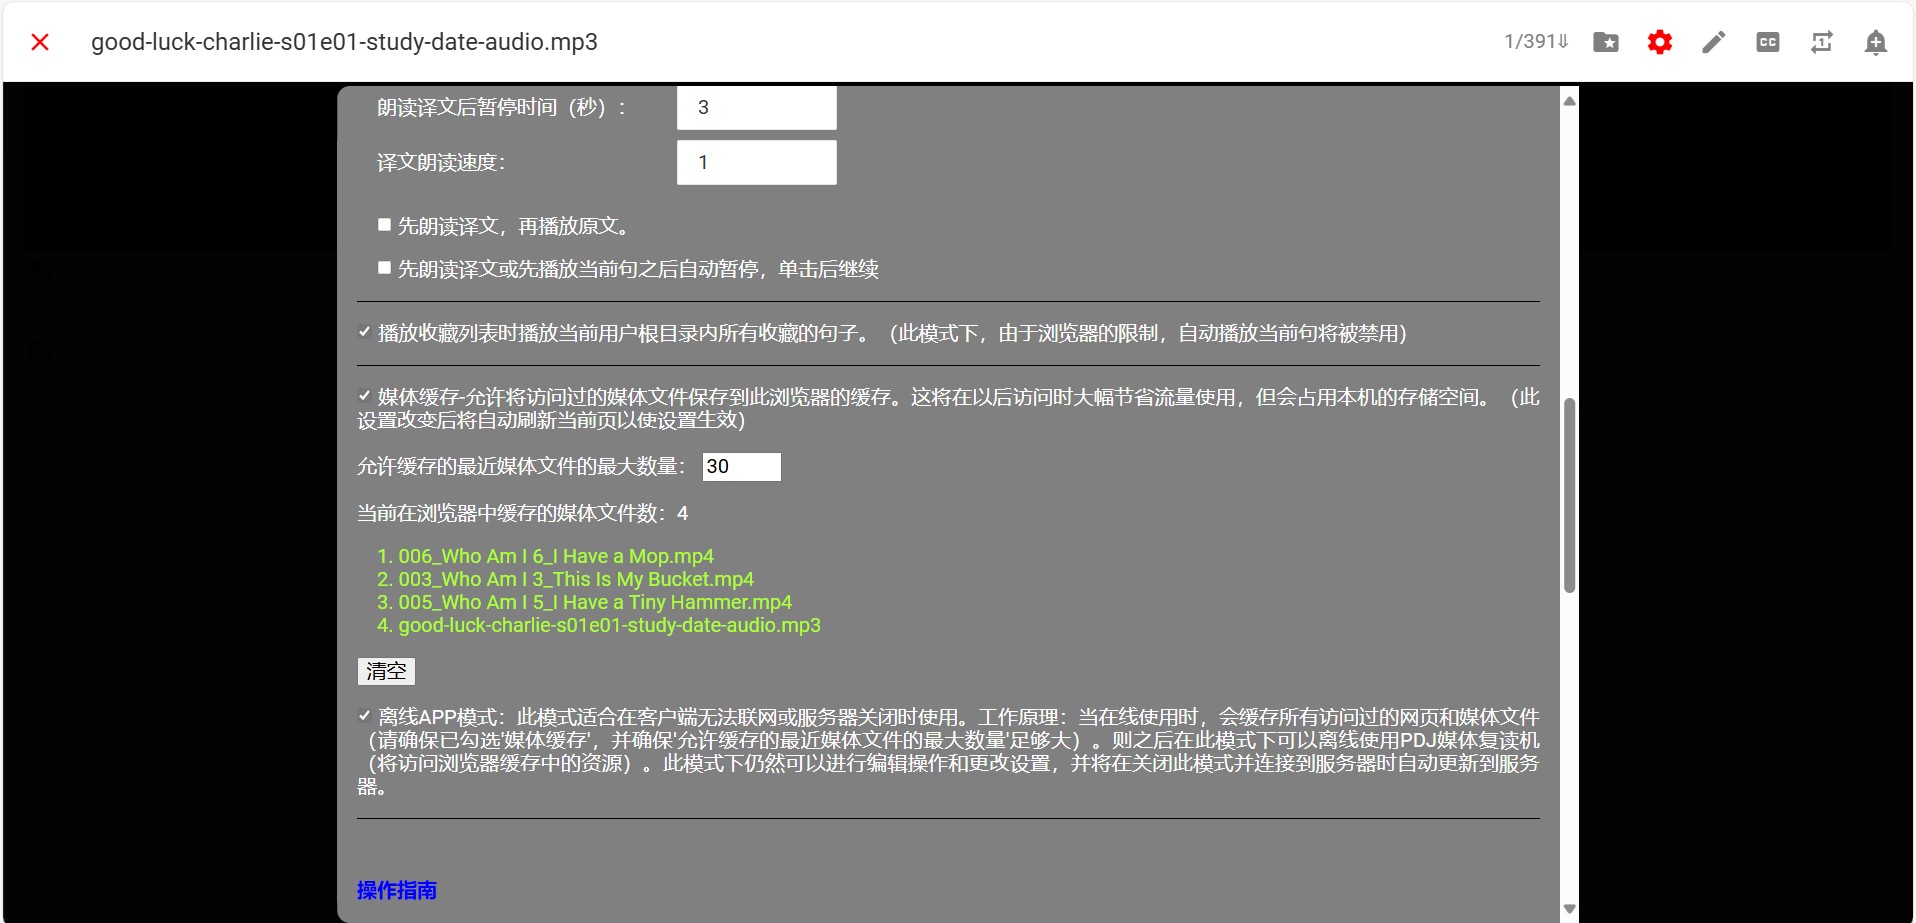 good-luck-charlie-s01e01-study-date-audio.mp3
1/391⇓
朗读译文后暂停时间（秒）：
3
译文朗读速度：
1
先朗读译文，再播放原文。
先朗读译文或先播放当前句之后自动暂停，单击后继续
播放收藏列表时播放当前用户根目录内所有收藏的句子。（此模式下，由于浏览器的限制，自动播放当前句将被禁用）
媒体缓存-允许将访问过的媒体文件保存到此浏览器的缓存。这将在以后访问时大幅节省流量使用，但会占用本机的存储空间。（此
设置改变后将自动刷新当前页以使设置生效）
允许缓存的最近媒体文件的最大数量：
30
当前在浏览器中缓存的媒体文件数：4
1. 006_Who Am I 6_I Have a Mop.mp4
2. 003_Who Am I 3_This Is My Bucket.mp4
3. 005_Who Am I 5_I Have a Tiny Hammer.mp4
4. good-luck-charlie-s01e01-study-date-audio.mp3
清空
离线APP模式：此模式适合在客户端无法联网或服务器关闭时使用。工作原理：当在线使用时，会缓存所有访问过的网页和媒体文件
（请确保已勾选'媒体缓存'，并确保'允许缓存的最近媒体文件的最大数量'足够大）。则之后在此模式下可以离线使用PDJ媒体复读机
（将访问浏览器缓存中的资源）。此模式下仍然可以进行编辑操作和更改设置，并将在关闭此模式并连接到服务器时自动更新到服务
器。
操作指南